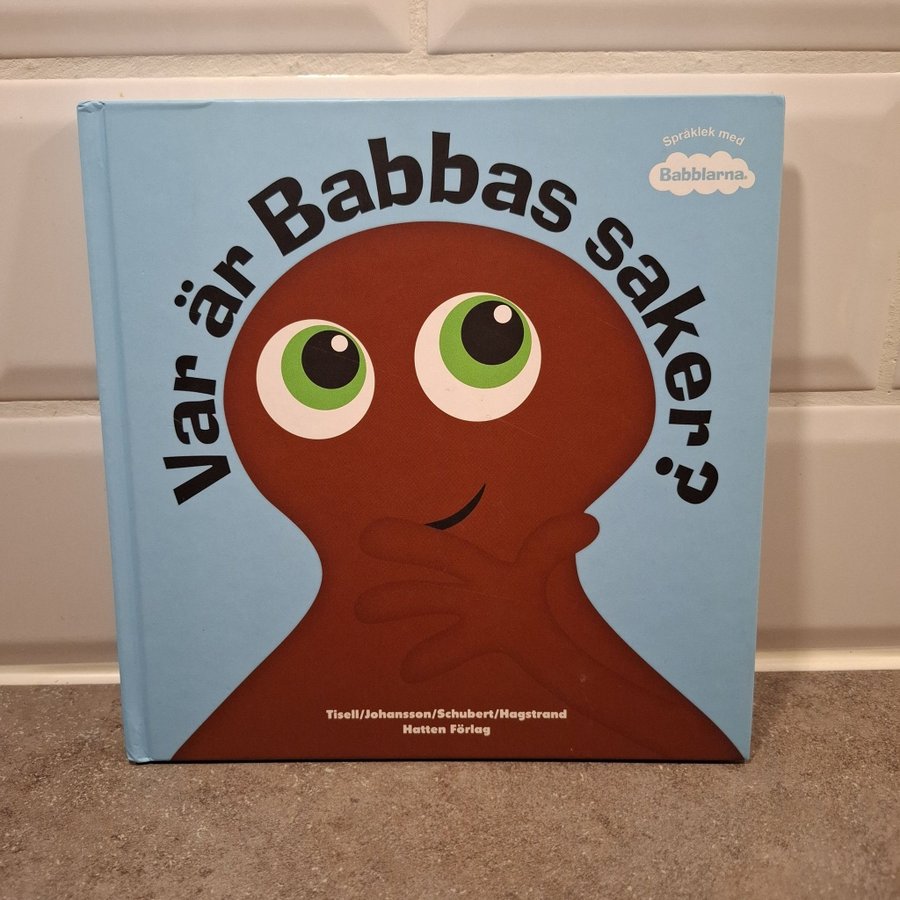 Språklek med
Babblarna®
Var är Babbas saker?
Tisell/Johansson/Schubert/Hagstrand
Hatten Förlag